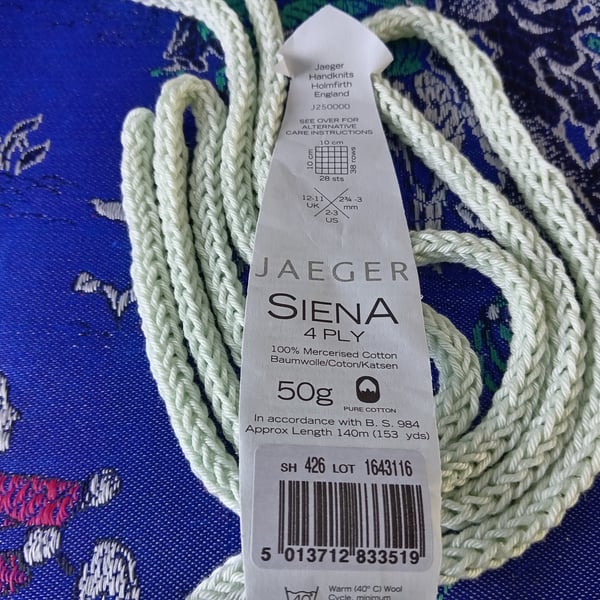 Jaeger
Handknits
Holmfirth
England
J250000
SEE OVER FOR
ALTERNATIVE
CARE INSTRUCTIONS
10 cm
10 cm
38 rows
28 sts
12-11 2¾ -3
UK mm
2-3
US
JAEGER
SIENA
4 PLY
100% Mercerised Cotton
Baumwolle/Coton/Katsen
50g
PURE COTTON
In accordance with B. S. 984
Approx Length 140m (153 yds)
SH 426 LOT 1643116
5 013712 833519
40°
Warm (40° C) Wool
Cycle, minimum